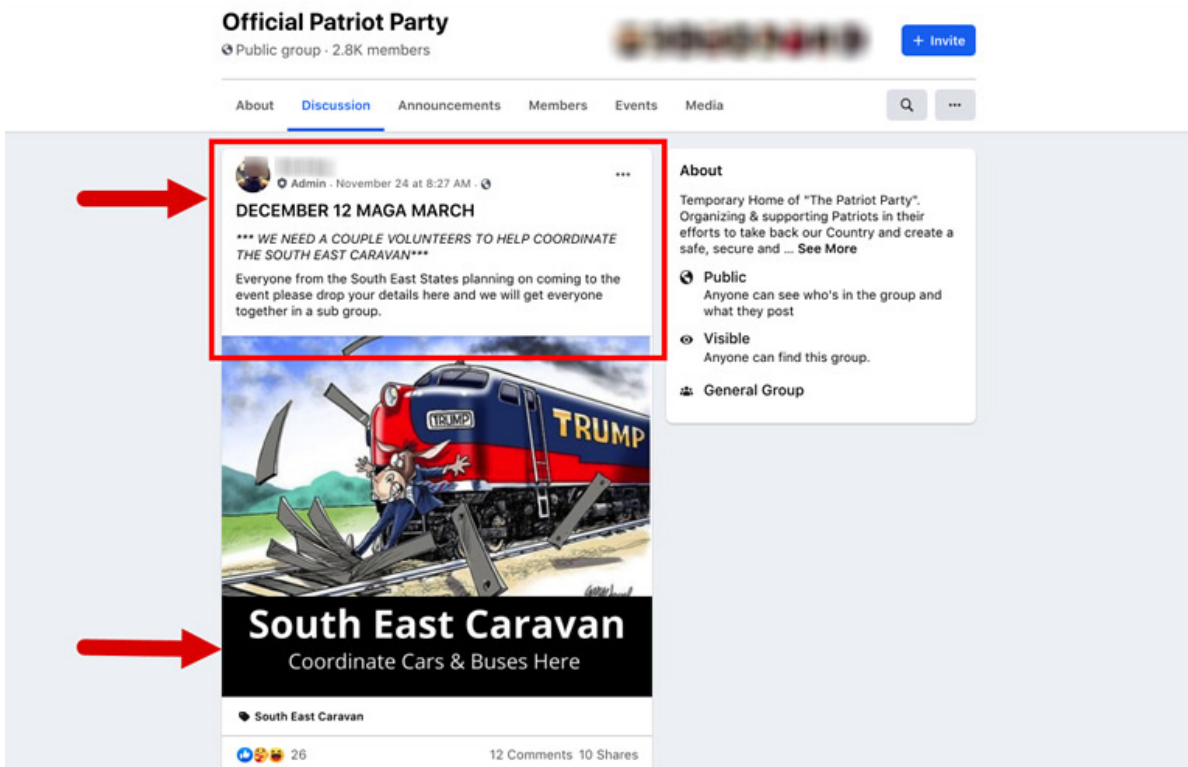 Official Patriot Party
Public group · 2.8K members
+ Invite
About Discussion Announcements Members Events Media
Admin · November 24 at 8:27 AM ·
DECEMBER 12 MAGA MARCH
*** WE NEED A COUPLE VOLUNTEERS TO HELP COORDINATE
THE SOUTH EAST CARAVAN***
Everyone from the South East States planning on coming to the
event please drop your details here and we will get everyone
together in a sub group.
TRUMP
TRUMP
South East Caravan
Coordinate Cars & Buses Here
South East Caravan
26
12 Comments 10 Shares
About
Temporary Home of "The Patriot Party".
Organizing & supporting Patriots in their
efforts to take back our Country and create a
safe, secure and ... See More
Public
Anyone can see who's in the group and
what they post
Visible
Anyone can find this group.
General Group